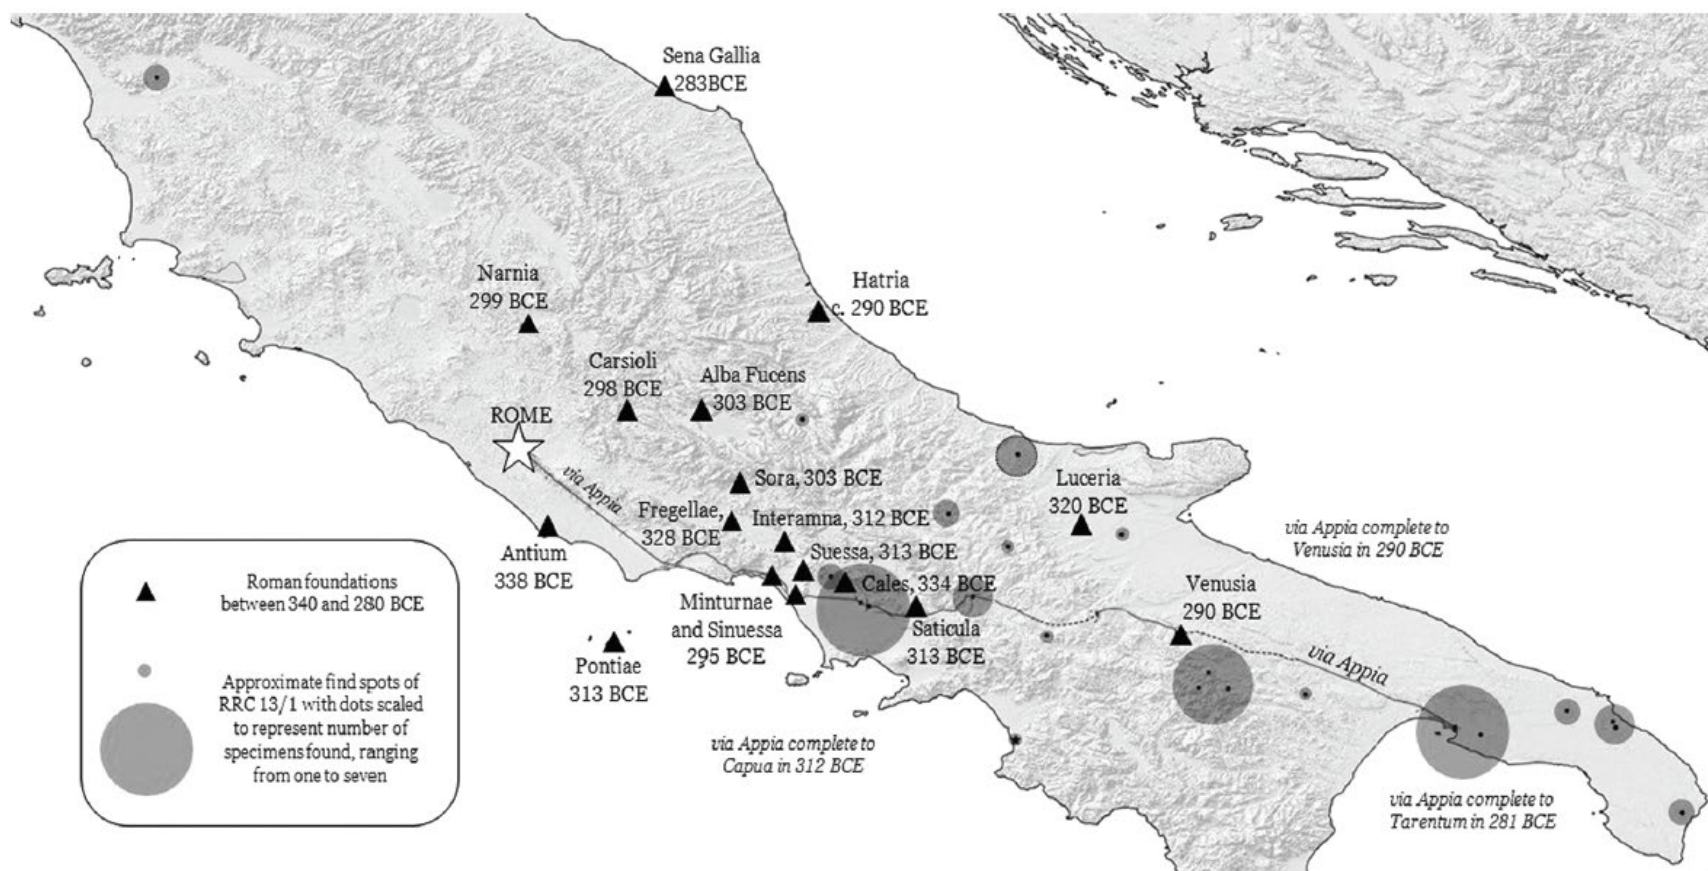 Sena Gallia
283BCE
Narnia
299 BCE
Hatria
c. 290 BCE
Carsioli
298 BCE
Alba Fucens
303 BCE
ROME
via Appia
Sora, 303 BCE
Fregellae,
328 BCE
Interamna, 312 BCE
Luceria
320 BCE
Antium
338 BCE
Suessa, 313 BCE
Cales, 334 BCE
via Appia complete to
Venusia in 290 BCE
Venusia
290 BCE
Minturnae
and Sinuessa
295 BCE
Saticula
313 BCE
Pontiae
313 BCE
via Appia
via Appia complete to
Capua in 312 BCE
via Appia complete to
Tarentum in 281 BCE
Roman foundations
between 340 and 280 BCE
Approximate find spots of
RRC 13/1 with dots scaled
to represent number of
specimens found, ranging
from one to seven